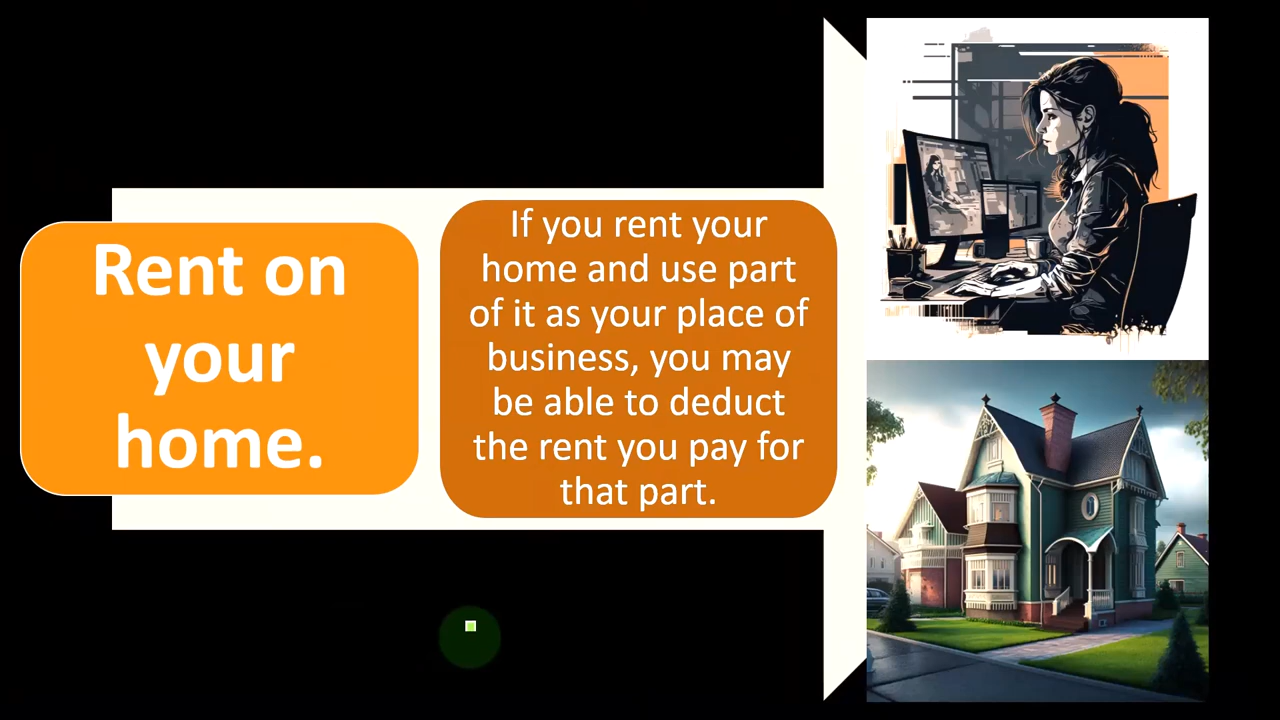 Rent on
your
home.
If you rent your
home and use part
of it as your place of
business, you may
be able to deduct
the rent you pay for
that part.